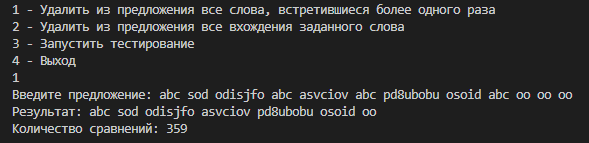 1 - Удалить из предложения все слова, встретившиеся более одного раза
2 - Удалить из предложения все вхождения заданного слова
3 - Запустить тестирование
4 - Выход
1
Введите предложение: abc sod odisjfo abc asvciov abc pd8ubobu osoid abc oo oo oo
Результат: abc sod odisjfo asvciov pd8ubobu osoid oo
Количество сравнений: 359